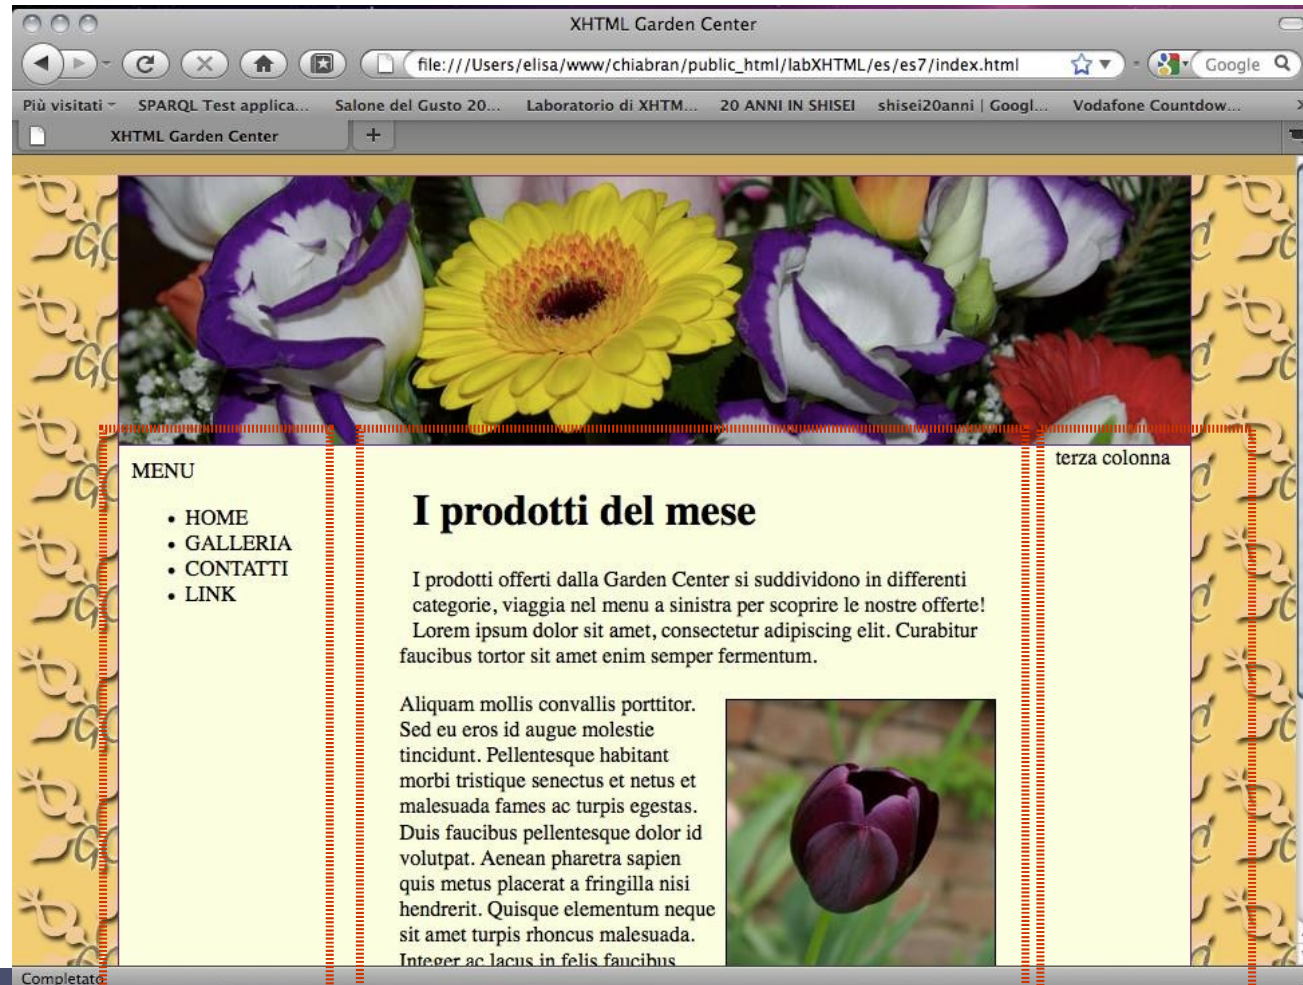 XHTML Garden Center
file:///Users/elisa/www/chiabran/public_html/labXHTML/es/es7/index.html
Google
Più visitati
SPARQL Test applica...
Salone del Gusto 20...
Laboratorio di XHTM...
20 ANNI IN SHISEI
shisei20anni | Googl...
Vodafone Countdow...
XHTML Garden Center
MENU
HOME
GALLERIA
CONTATTI
LINK
I prodotti del mese
I prodotti offerti dalla Garden Center si suddividono in differenti
categorie, viaggia nel menu a sinistra per scoprire le nostre offerte!
Lorem ipsum dolor sit amet, consectetur adipiscing elit. Curabitur
faucibus tortor sit amet enim semper fermentum.
Aliquam mollis convallis porttitor.
Sed eu eros id augue molestie
tincidunt. Pellentesque habitant
morbi tristique senectus et netus et
malesuada fames ac turpis egestas.
Duis faucibus pellentesque dolor id
volutpat. Aenean pharetra sapien
quis metus placerat a fringilla nisi
hendrerit. Quisque elementum neque
sit amet turpis rhoncus malesuada.
Integer ac lacus in felis faucibus
terza colonna
Completato